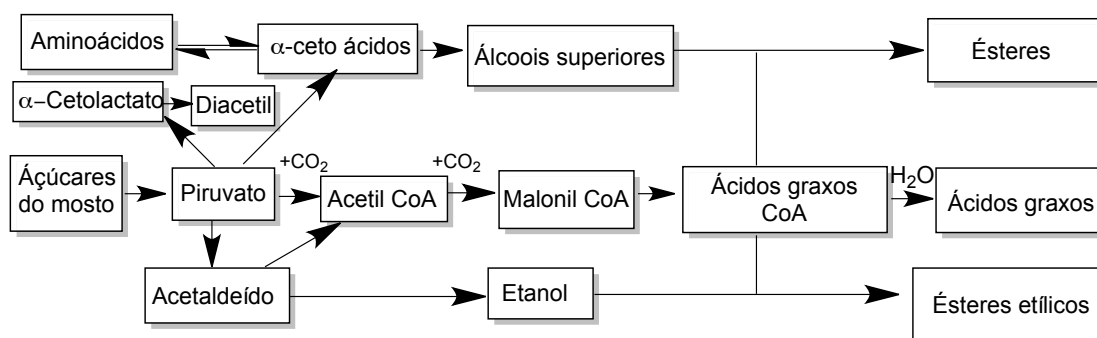 Aminoácidos
α-ceto ácidos
Álcoois superiores
Ésteres
α−Cetolactato
Diacetil
Áçúcares
do mosto
Piruvato
+CO2
Acetil CoA
+CO2
Malonil CoA
Ácidos graxos
CoA
H2O
Ácidos graxos
Acetaldeído
Etanol
Ésteres etílicos